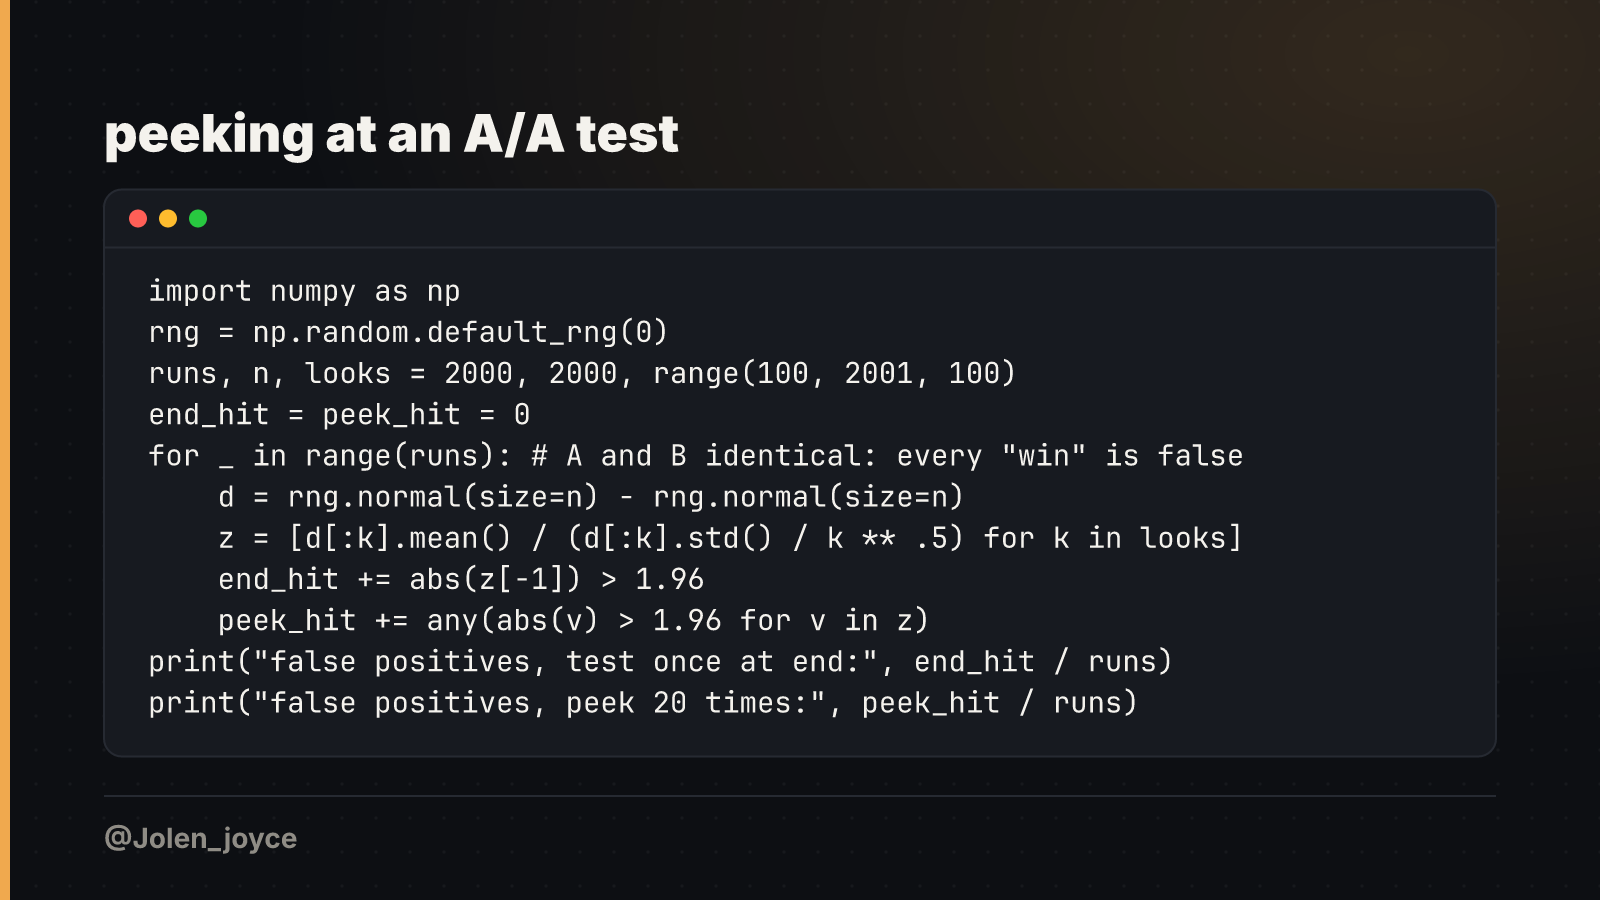 peeking at an A/A test
import numpy as np
rng = np.random.default_rng(0)
runs, n, looks = 2000, 2000, range(100, 2001, 100)
end_hit = peek_hit = 0
for _ in range(runs): # A and B identical: every "win" is false
    d = rng.normal(size=n) - rng.normal(size=n)
    z = [d[:k].mean() / (d[:k].std() / k ** .5) for k in looks]
    end_hit += abs(z[-1]) > 1.96
    peek_hit += any(abs(v) > 1.96 for v in z)
print("false positives, test once at end:", end_hit / runs)
print("false positives, peek 20 times:", peek_hit / runs)
@Jolen_joyce